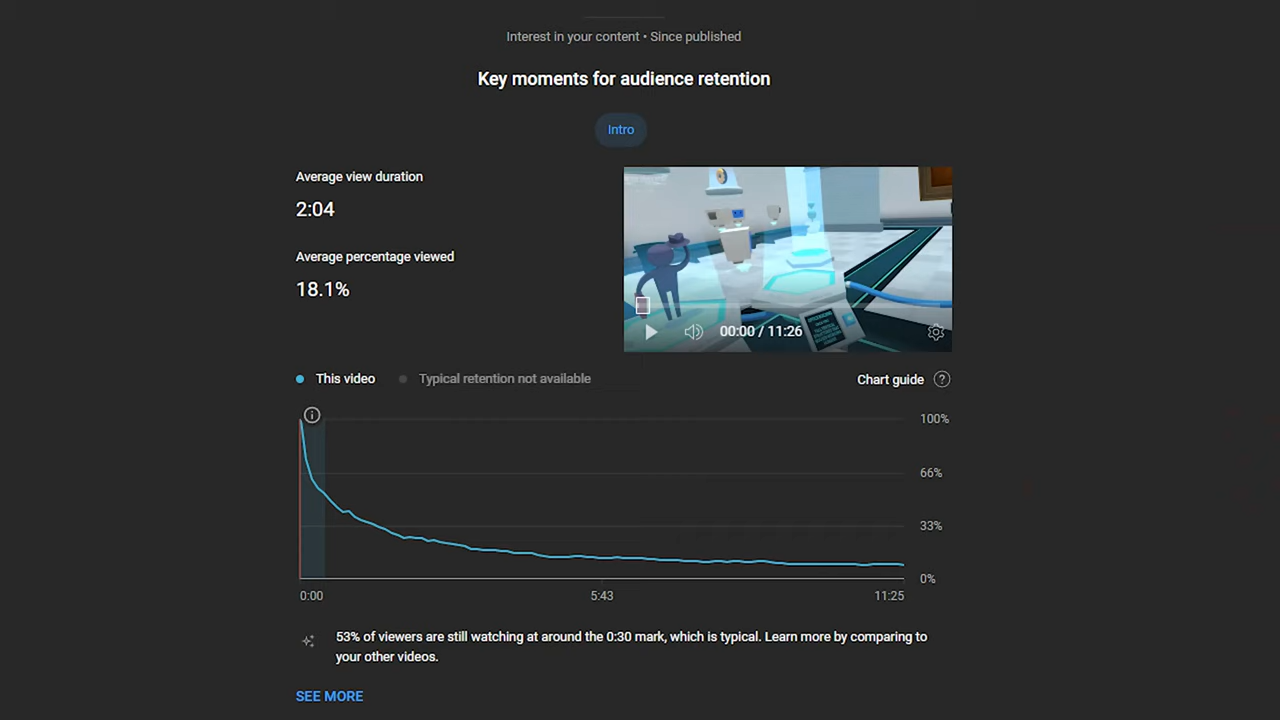 Interest in your content • Since published
Key moments for audience retention
Intro
Average view duration
2:04
Average percentage viewed
18.1%
00:00 / 11:26
This video
Typical retention not available
Chart guide ?
100%
66%
33%
0%
0:00
5:43
11:25
53% of viewers are still watching at around the 0:30 mark, which is typical. Learn more by comparing to
your other videos.
SEE MORE